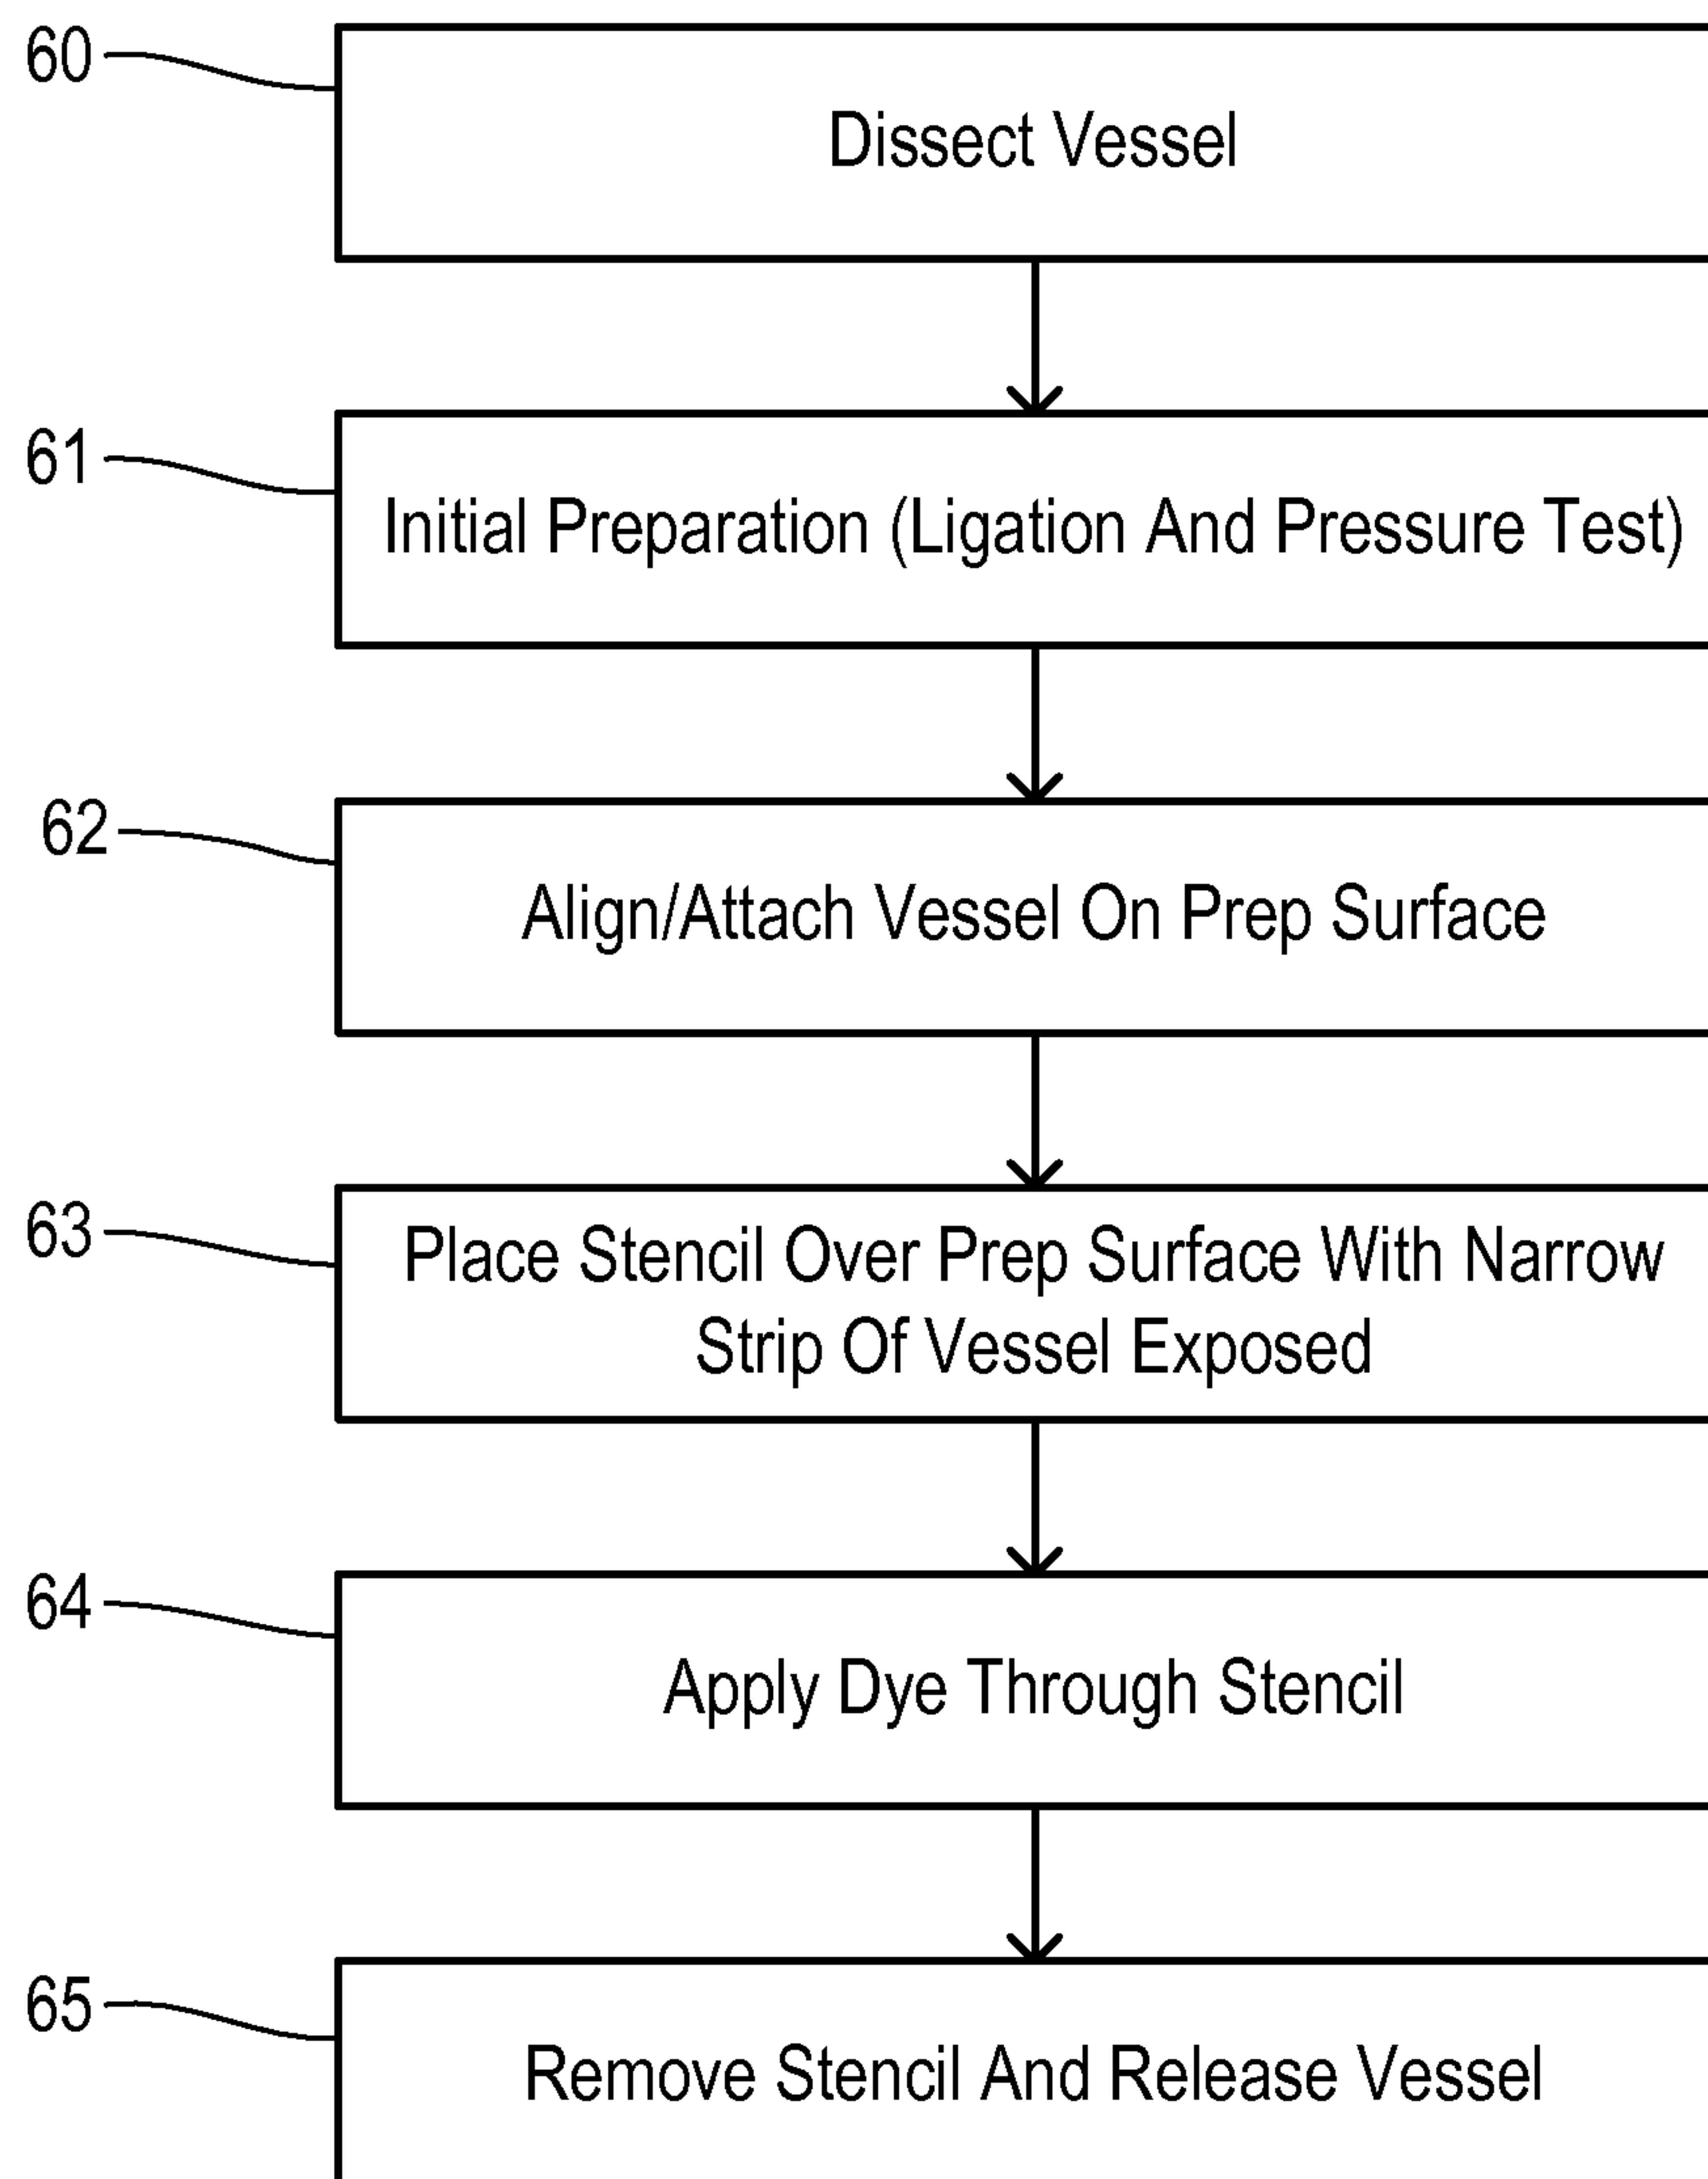 60
Dissect Vessel
61
Initial Preparation (Ligation And Pressure Test)
62
Align/Attach Vessel On Prep Surface
63
Place Stencil Over Prep Surface With Narrow
Strip Of Vessel Exposed
64
Apply Dye Through Stencil
65
Remove Stencil And Release Vessel